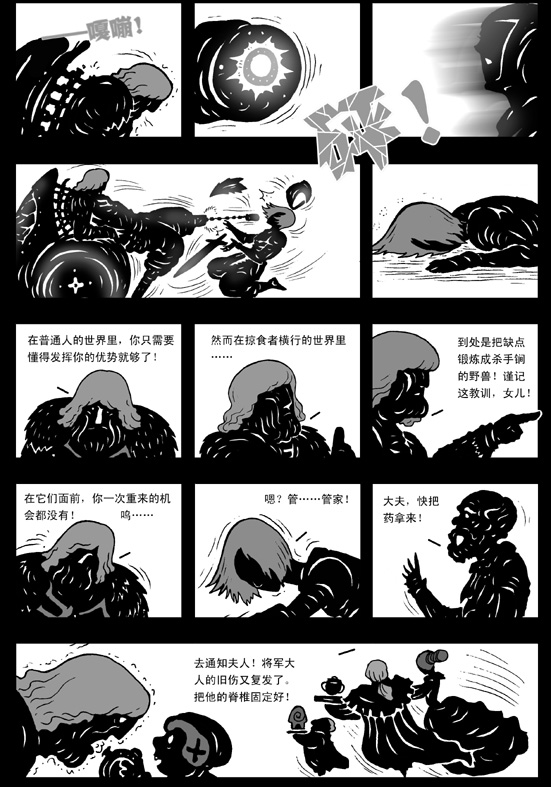 ——嘎嘣！
哎！
在普通人的世界里，你只需要
懂得发挥你的优势就够了！
然而在掠食者横行的世界里
……
到处是把缺点
锻炼成杀手锏
的野兽！谨记
这教训，女儿！
在它们面前，你一次重来的机
会都没有！　　呜……
嗯？管……管家！
大夫，快把
药拿来！
去通知夫人！将军大
人的旧伤又复发了。
把他的脊椎固定好！